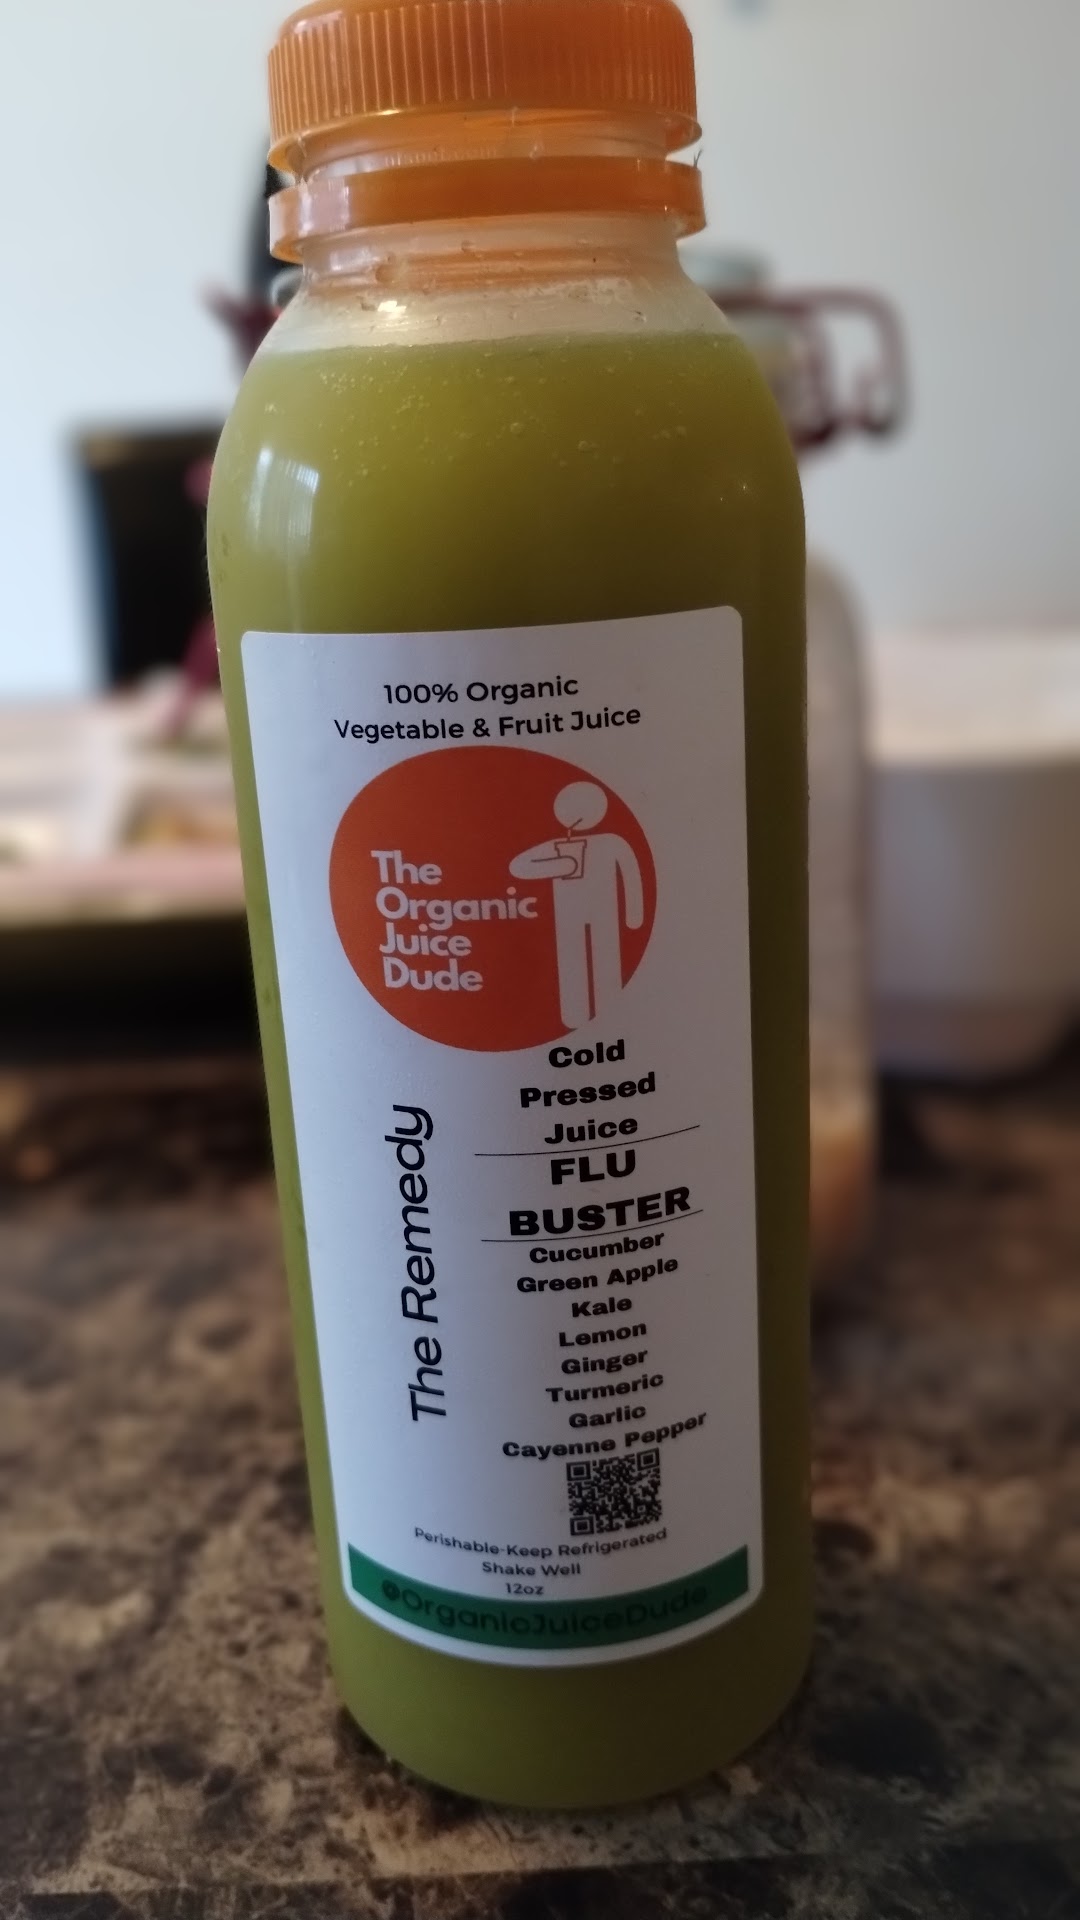 100% Organic
Vegetable & Fruit Juice
The
Organic
Juice
Dude
Cold
Pressed
Juice
FLU
BUSTER
The Remedy
Cucumber
Green Apple
Kale
Lemon
Ginger
Turmeric
Garlic
Cayenne Pepper
Perishable-Keep Refrigerated
Shake Well
12oz
@OrganicJuiceDude